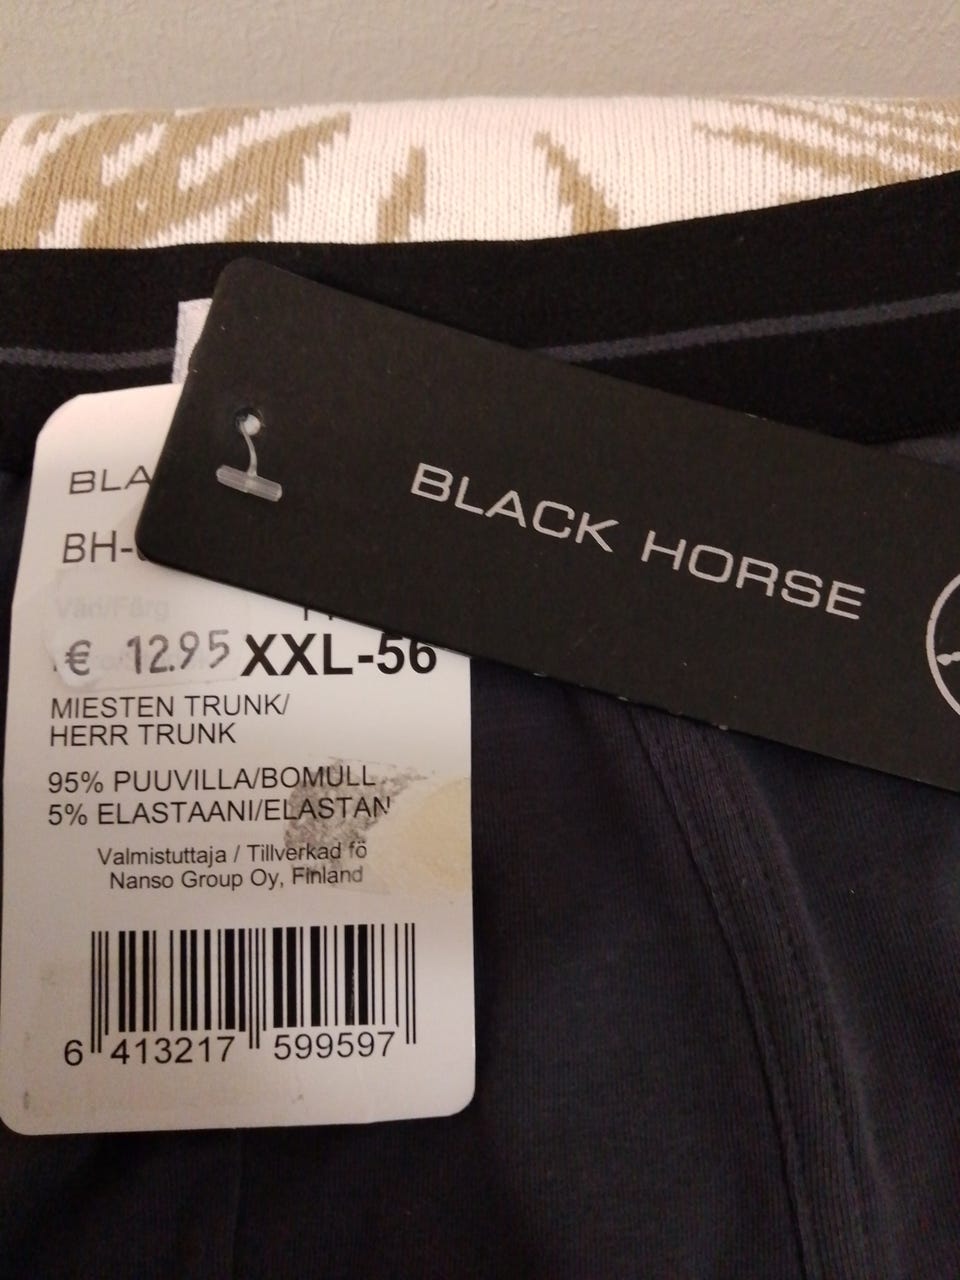 BLACK HORSE
BLA
BH-
Väri/Färg
€ 12.95 XXL-56
MIESTEN TRUNK/
HERR TRUNK
95% PUUVILLA/BOMULL
5% ELASTAANI/ELASTAN
Valmistuttaja / Tillverkad fö
Nanso Group Oy, Finland
6 413217 599597